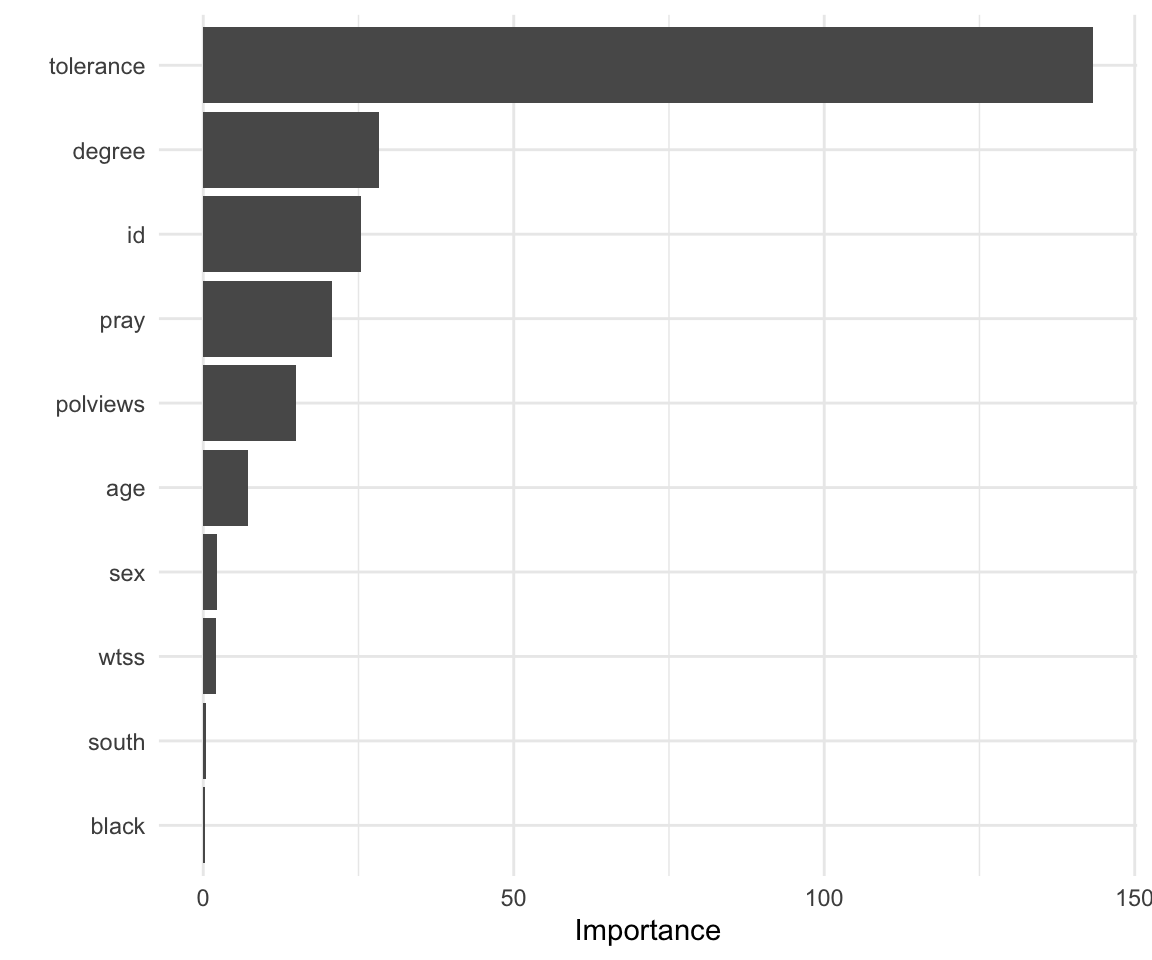 tolerance
degree
id
pray
polviews
age
sex
wtss
south
black
0 50 100 150
Importance